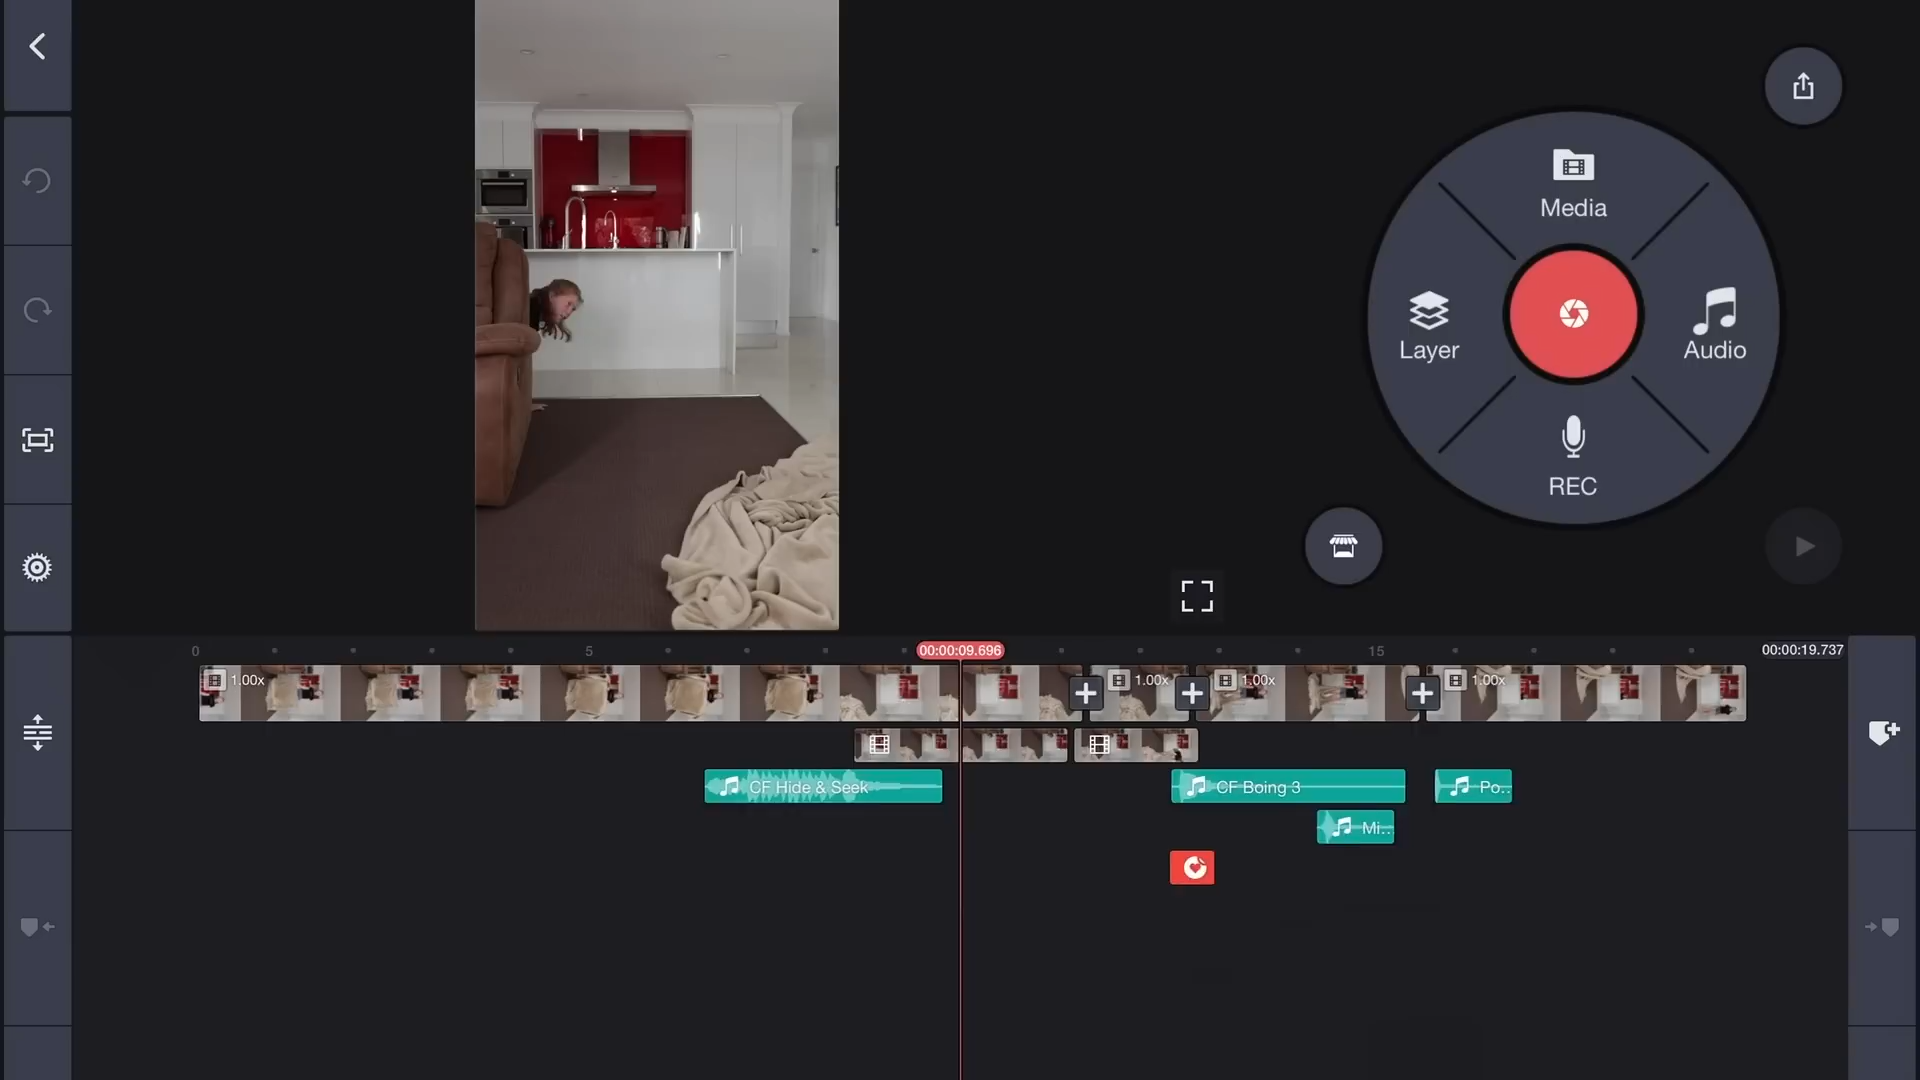 Media
Layer
Audio
REC
0
5
00:00:09.696
15
00:00:19.737
1.00x
1.00x
1.00x
1.00x
CF Hide & Seek
CF Boing 3
Po..
Mi..